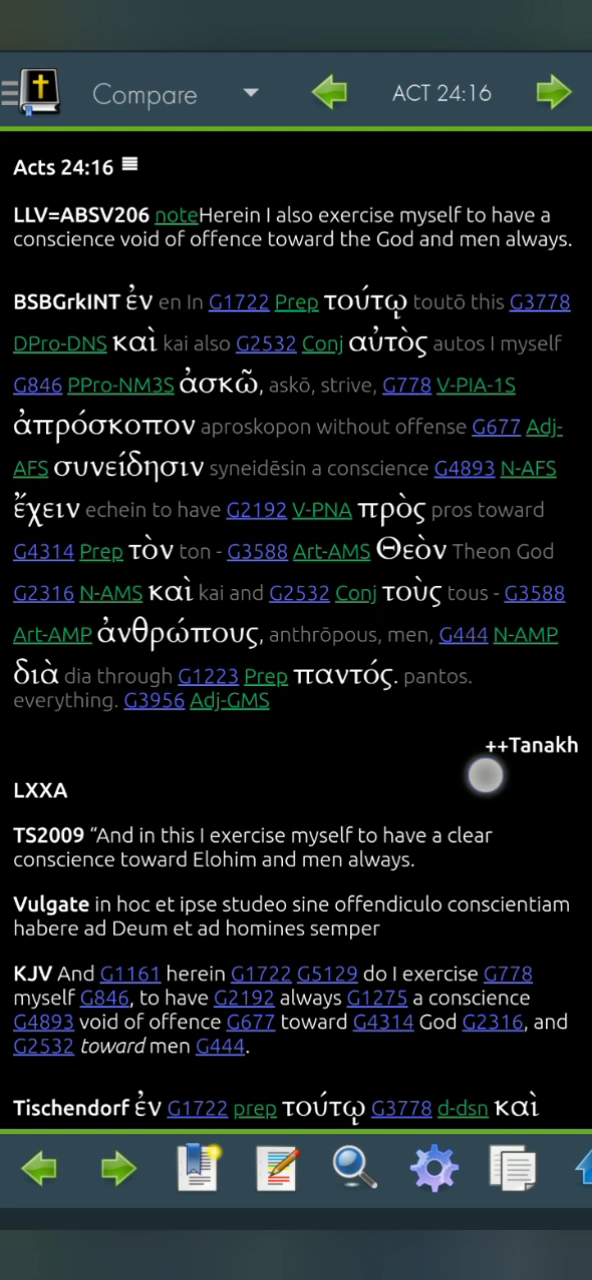 Compare
ACT 24:16
Acts 24:16
LLV=ABSV206 noteHerein I also exercise myself to have a
conscience void of offence toward the God and men always.
BSBGrkINT ἐν en In G1722 Prep τούτῳ toutō this G3778
DPro-DNS καὶ kai also G2532 Conj αὐτὸς autos I myself
G846 PPro-NM3S ἀσκῶ, askō, strive, G778 V-PIA-1S
ἀπρόσκοπον aproskopon without offense G677 Adj-
AFS συνείδησιν syneidēsin a conscience G4893 N-AFS
ἔχειν echein to have G2192 V-PNA πρὸς pros toward
G4314 Prep τὸν ton - G3588 Art-AMS Θεὸν Theon God
G2316 N-AMS καὶ kai and G2532 Conj τοὺς tous - G3588
Art-AMP ἀνθρώπους, anthrōpous, men, G444 N-AMP
διὰ dia through G1223 Prep παντός. pantos.
everything. G3956 Adj-GMS
++Tanakh
LXXA
TS2009 “And in this I exercise myself to have a clear
conscience toward Elohim and men always.
Vulgate in hoc et ipse studeo sine offendiculo conscientiam
habere ad Deum et ad homines semper
KJV And G1161 herein G1722 G5129 do I exercise G778
myself G846, to have G2192 always G1275 a conscience
G4893 void of offence G677 toward G4314 God G2316, and
G2532 toward men G444.
Tischendorf ἐν G1722 prep τούτῳ G3778 d-dsn καὶ